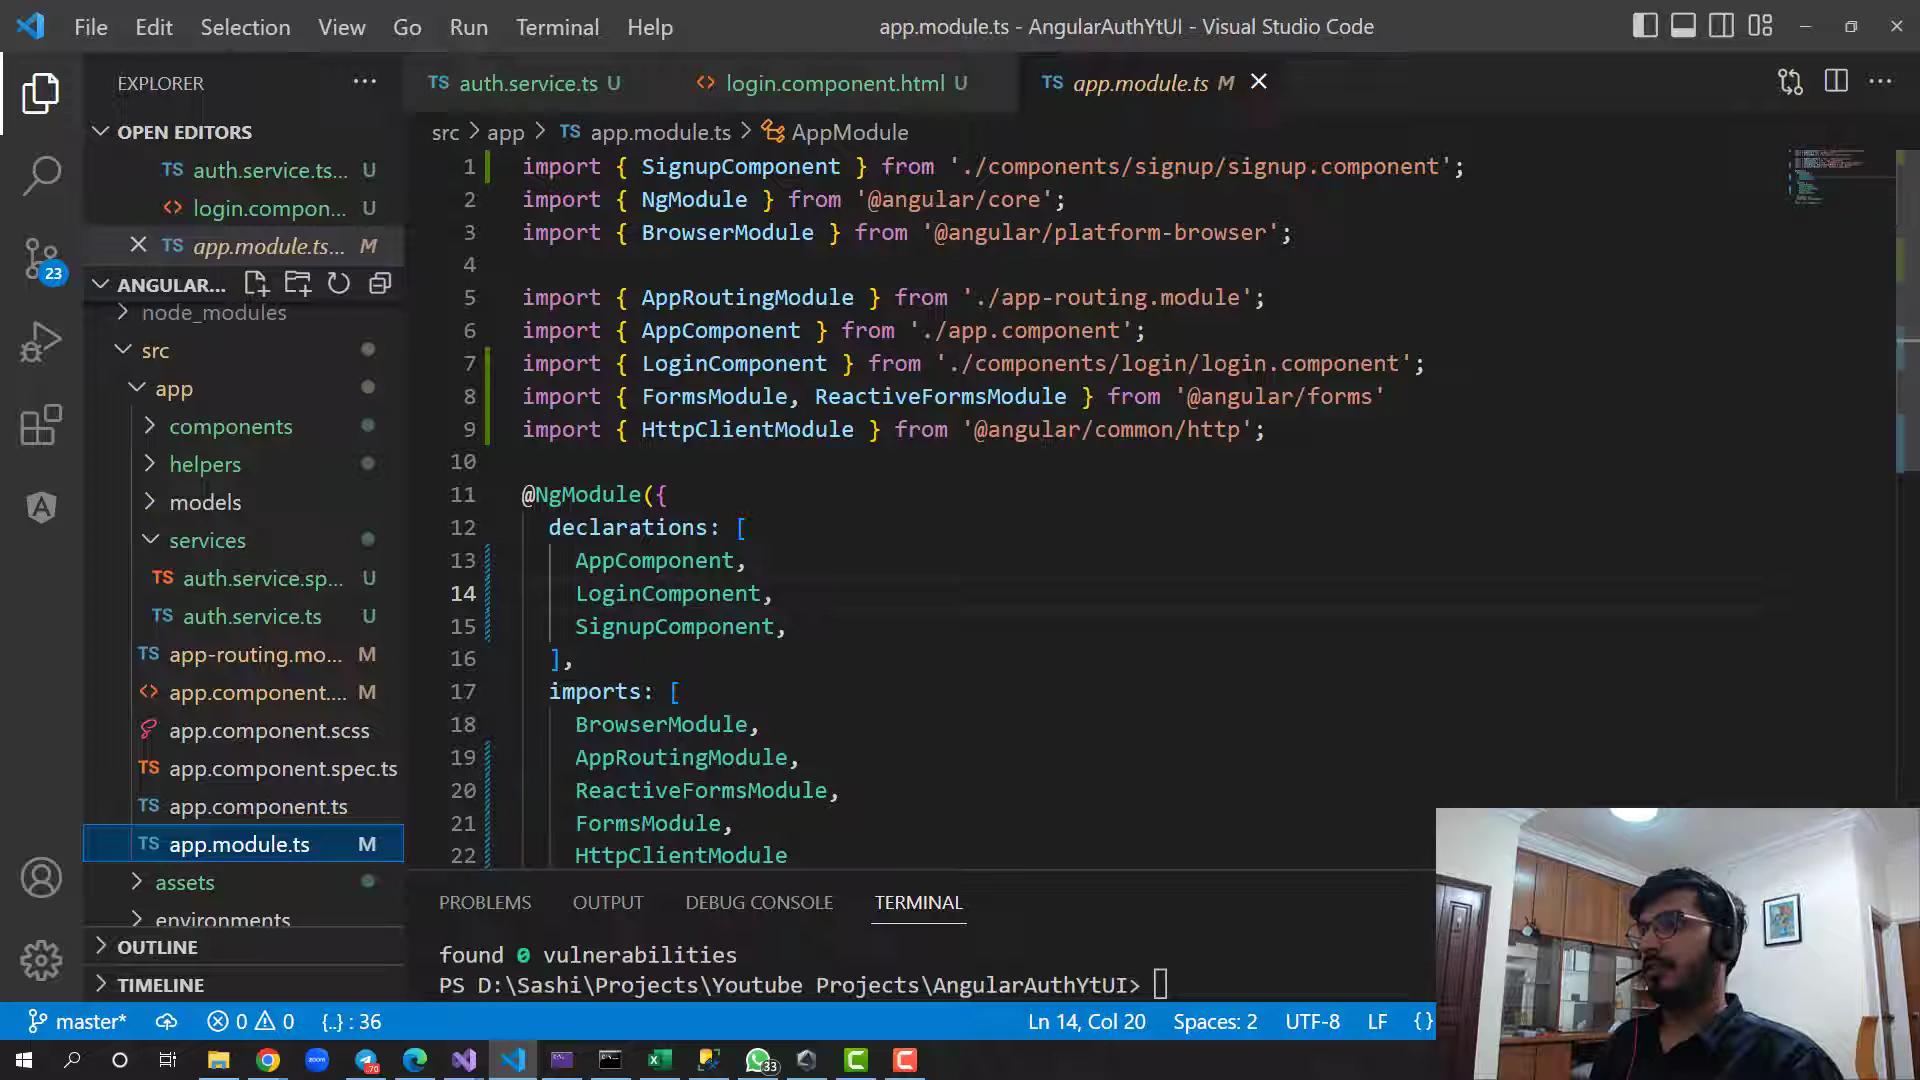 File Edit Selection View Go Run Terminal Help
app.module.ts - AngularAuthYtUI - Visual Studio Code
EXPLORER
OPEN EDITORS
TS auth.service.ts... U
<> login.compon... U
TS app.module.ts... M
23
ANGULAR...
node_modules
src
app
components
helpers
models
services
TS auth.service.sp... U
TS auth.service.ts U
TS app-routing.mo... M
<> app.component.... M
app.component.scss
TS app.component.spec.ts
TS app.component.ts
TS app.module.ts M
assets
environments
OUTLINE
TIMELINE
TS auth.service.ts U
<> login.component.html U
TS app.module.ts M
src > app > TS app.module.ts > AppModule
1 import { SignupComponent } from './components/signup/signup.component';
2 import { NgModule } from '@angular/core';
3 import { BrowserModule } from '@angular/platform-browser';
4
5 import { AppRoutingModule } from './app-routing.module';
6 import { AppComponent } from './app.component';
7 import { LoginComponent } from './components/login/login.component';
8 import { FormsModule, ReactiveFormsModule } from '@angular/forms'
9 import { HttpClientModule } from '@angular/common/http';
10
11 @NgModule({
12 declarations: [
13 AppComponent,
14 LoginComponent,
15 SignupComponent,
16 ],
17 imports: [
18 BrowserModule,
19 AppRoutingModule,
20 ReactiveFormsModule,
21 FormsModule,
22 HttpClientModule
PROBLEMS OUTPUT DEBUG CONSOLE TERMINAL
found 0 vulnerabilities
PS D:\Sashi\Projects\Youtube Projects\AngularAuthYtUI>
master* 0 0 {..} : 36
Ln 14, Col 20 Spaces: 2 UTF-8 LF {}
zoom 70 33